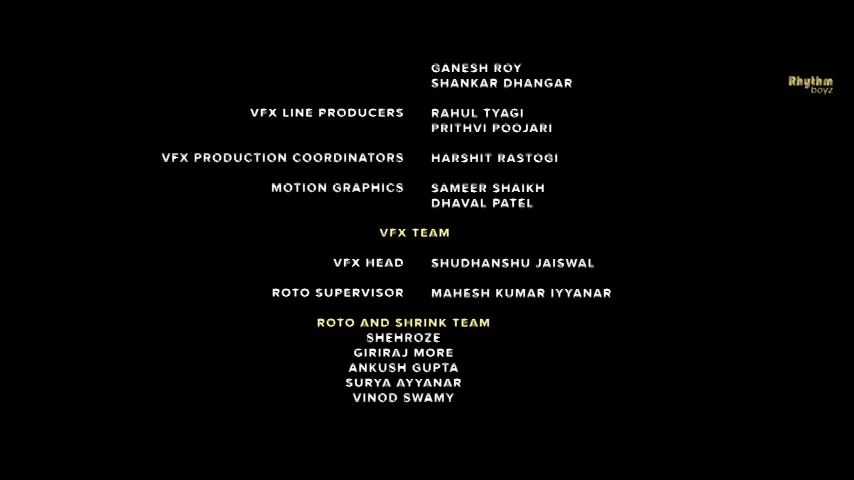 GANESH ROY
SHANKAR DHANGAR
Rhythm
boyz
VFX LINE PRODUCERS RAHUL TYAGI
PRITHVI POOJARI
VFX PRODUCTION COORDINATORS HARSHIT RASTOGI
MOTION GRAPHICS SAMEER SHAIKH
DHAVAL PATEL
VFX TEAM
VFX HEAD SHUDHANSHU JAISWAL
ROTO SUPERVISOR MAHESH KUMAR IYYANAR
ROTO AND SHRINK TEAM
SHEHROZE
GIRIRAJ MORE
ANKUSH GUPTA
SURYA AYYANAR
VINOD SWAMY